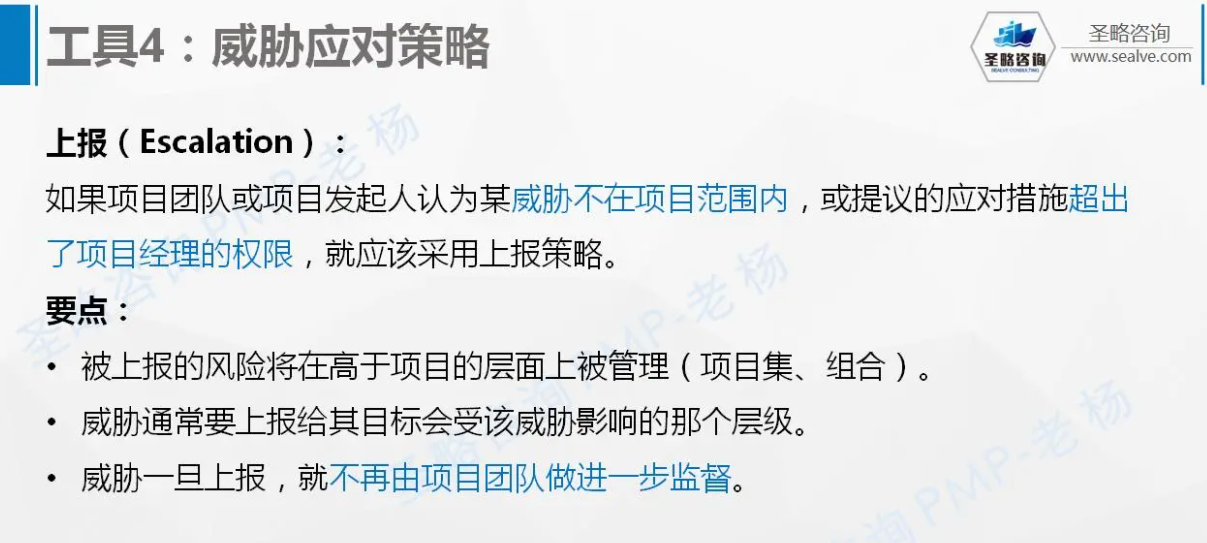 工具4：威胁应对策略
圣略咨询
SEALVE CONSULTING
圣略咨询
www.sealve.com
上报（Escalation）：
如果项目团队或项目发起人认为某威胁不在项目范围内，或提议的应对措施超出
了项目经理的权限，就应该采用上报策略。
要点：
• 被上报的风险将在高于项目的层面上被管理（项目集、组合）。
• 威胁通常要上报给其目标会受该威胁影响的那个层级。
• 威胁一旦上报，就不再由项目团队做进一步监督。
圣略咨询PMP-老杨
圣略咨询PMP-老杨
咨询PMP-老杨